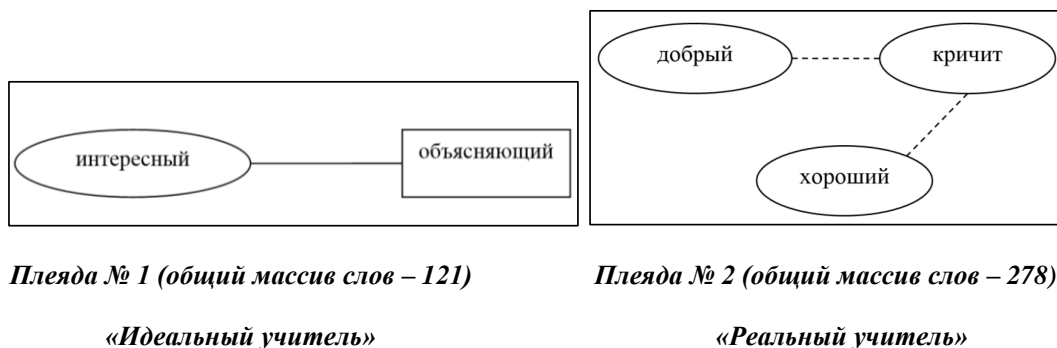 интересный
объясняющий
добрый
кричит
хороший
Плеяда № 1 (общий массив слов – 121)
«Идеальный учитель»
Плеяда № 2 (общий массив слов – 278)
«Реальный учитель»